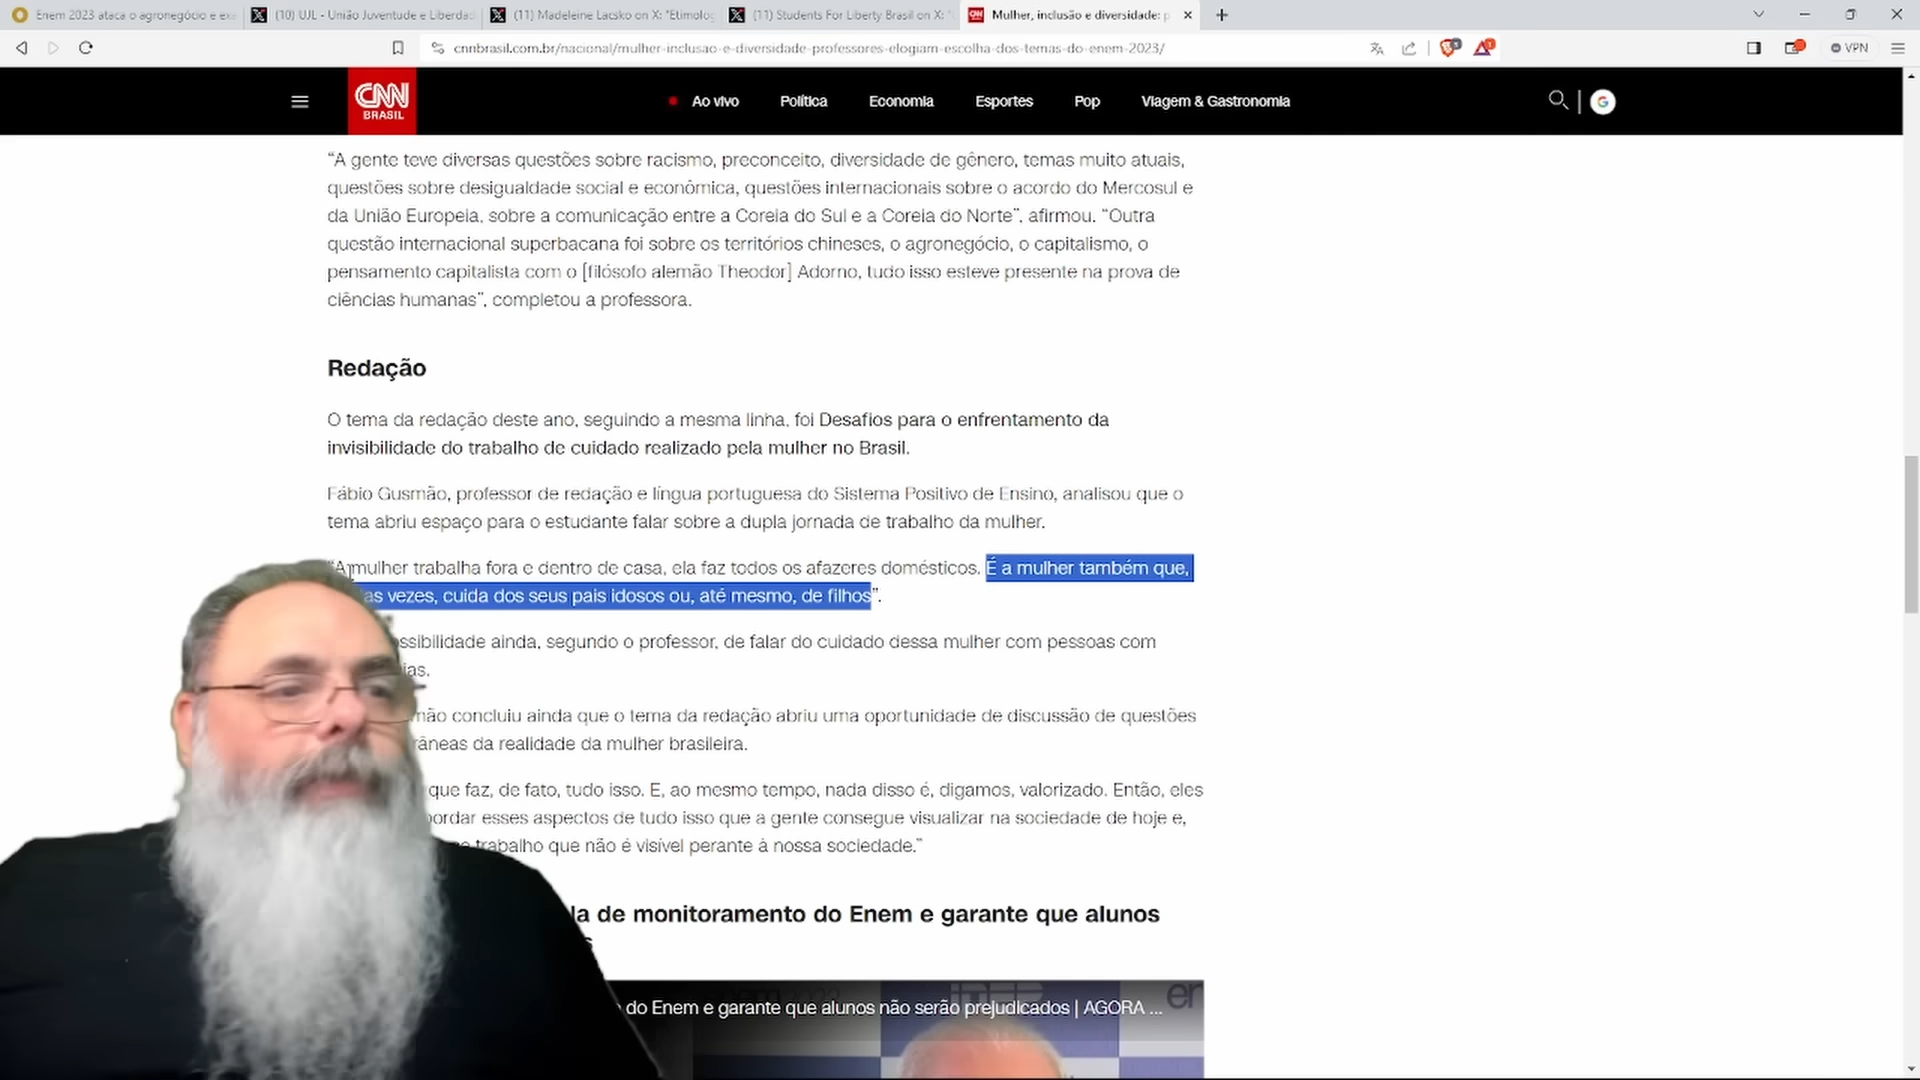 Enem 2023 ataca o agronegócio e exa
(10) UJL - União Juventude e Liberdad
(11) Madeleine Lacsko on X: "Etimolog
(11) Students For Liberty Brasil on X: "
Mulher, inclusão e diversidade: p
cnnbrasil.com.br/nacional/mulher-inclusao-e-diversidade-professores-elogiam-escolha-dos-temas-do-enem-2023/
VPN
CNN
BRASIL
Ao vivo
Política
Economia
Esportes
Pop
Viagem & Gastronomia
G
“A gente teve diversas questões sobre racismo, preconceito, diversidade de gênero, temas muito atuais,
questões sobre desigualdade social e econômica, questões internacionais sobre o acordo do Mercosul e
da União Europeia, sobre a comunicação entre a Coreia do Sul e a Coreia do Norte”, afirmou. “Outra
questão internacional superbacana foi sobre os territórios chineses, o agronegócio, o capitalismo, o
pensamento capitalista com o [filósofo alemão Theodor] Adorno, tudo isso esteve presente na prova de
ciências humanas”, completou a professora.
Redação
O tema da redação deste ano, seguindo a mesma linha, foi Desafios para o enfrentamento da
invisibilidade do trabalho de cuidado realizado pela mulher no Brasil.
Fábio Gusmão, professor de redação e língua portuguesa do Sistema Positivo de Ensino, analisou que o
tema abriu espaço para o estudante falar sobre a dupla jornada de trabalho da mulher.
“A mulher trabalha fora e dentro de casa, ela faz todos os afazeres domésticos. É a mulher também que,
as vezes, cuida dos seus pais idosos ou, até mesmo, de filhos”.
ossibilidade ainda, segundo o professor, de falar do cuidado dessa mulher com pessoas com
ias.
mão concluiu ainda que o tema da redação abriu uma oportunidade de discussão de questões
râneas da realidade da mulher brasileira.
que faz, de fato, tudo isso. E, ao mesmo tempo, nada disso é, digamos, valorizado. Então, eles
ordar esses aspectos de tudo isso que a gente consegue visualizar na sociedade de hoje e,
trabalho que não é visível perante à nossa sociedade.”
la de monitoramento do Enem e garante que alunos
s
do Enem e garante que alunos não serão prejudicados | AGORA ...
inep
en